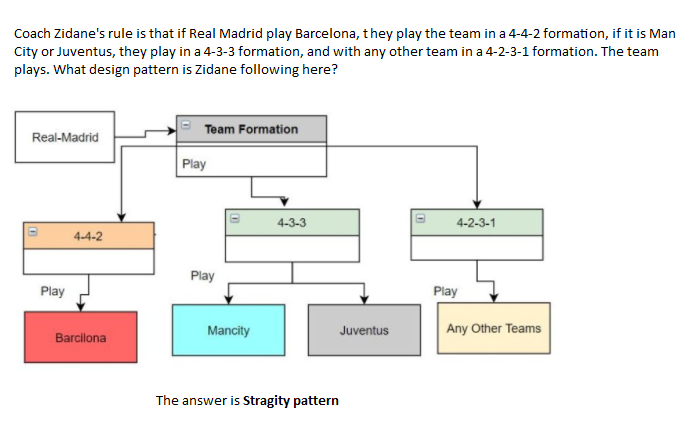 Coach Zidane's rule is that if Real Madrid play Barcelona, they play the team in a 4-4-2 formation, if it is Man
City or Juventus, they play in a 4-3-3 formation, and with any other team in a 4-2-3-1 formation. The team
plays. What design pattern is Zidane following here?
Real-Madrid
Team Formation
Play
4-4-2
4-3-3
4-2-3-1
Play
Play
Play
Barcllona
Mancity
Juventus
Any Other Teams
The answer is Stragity pattern